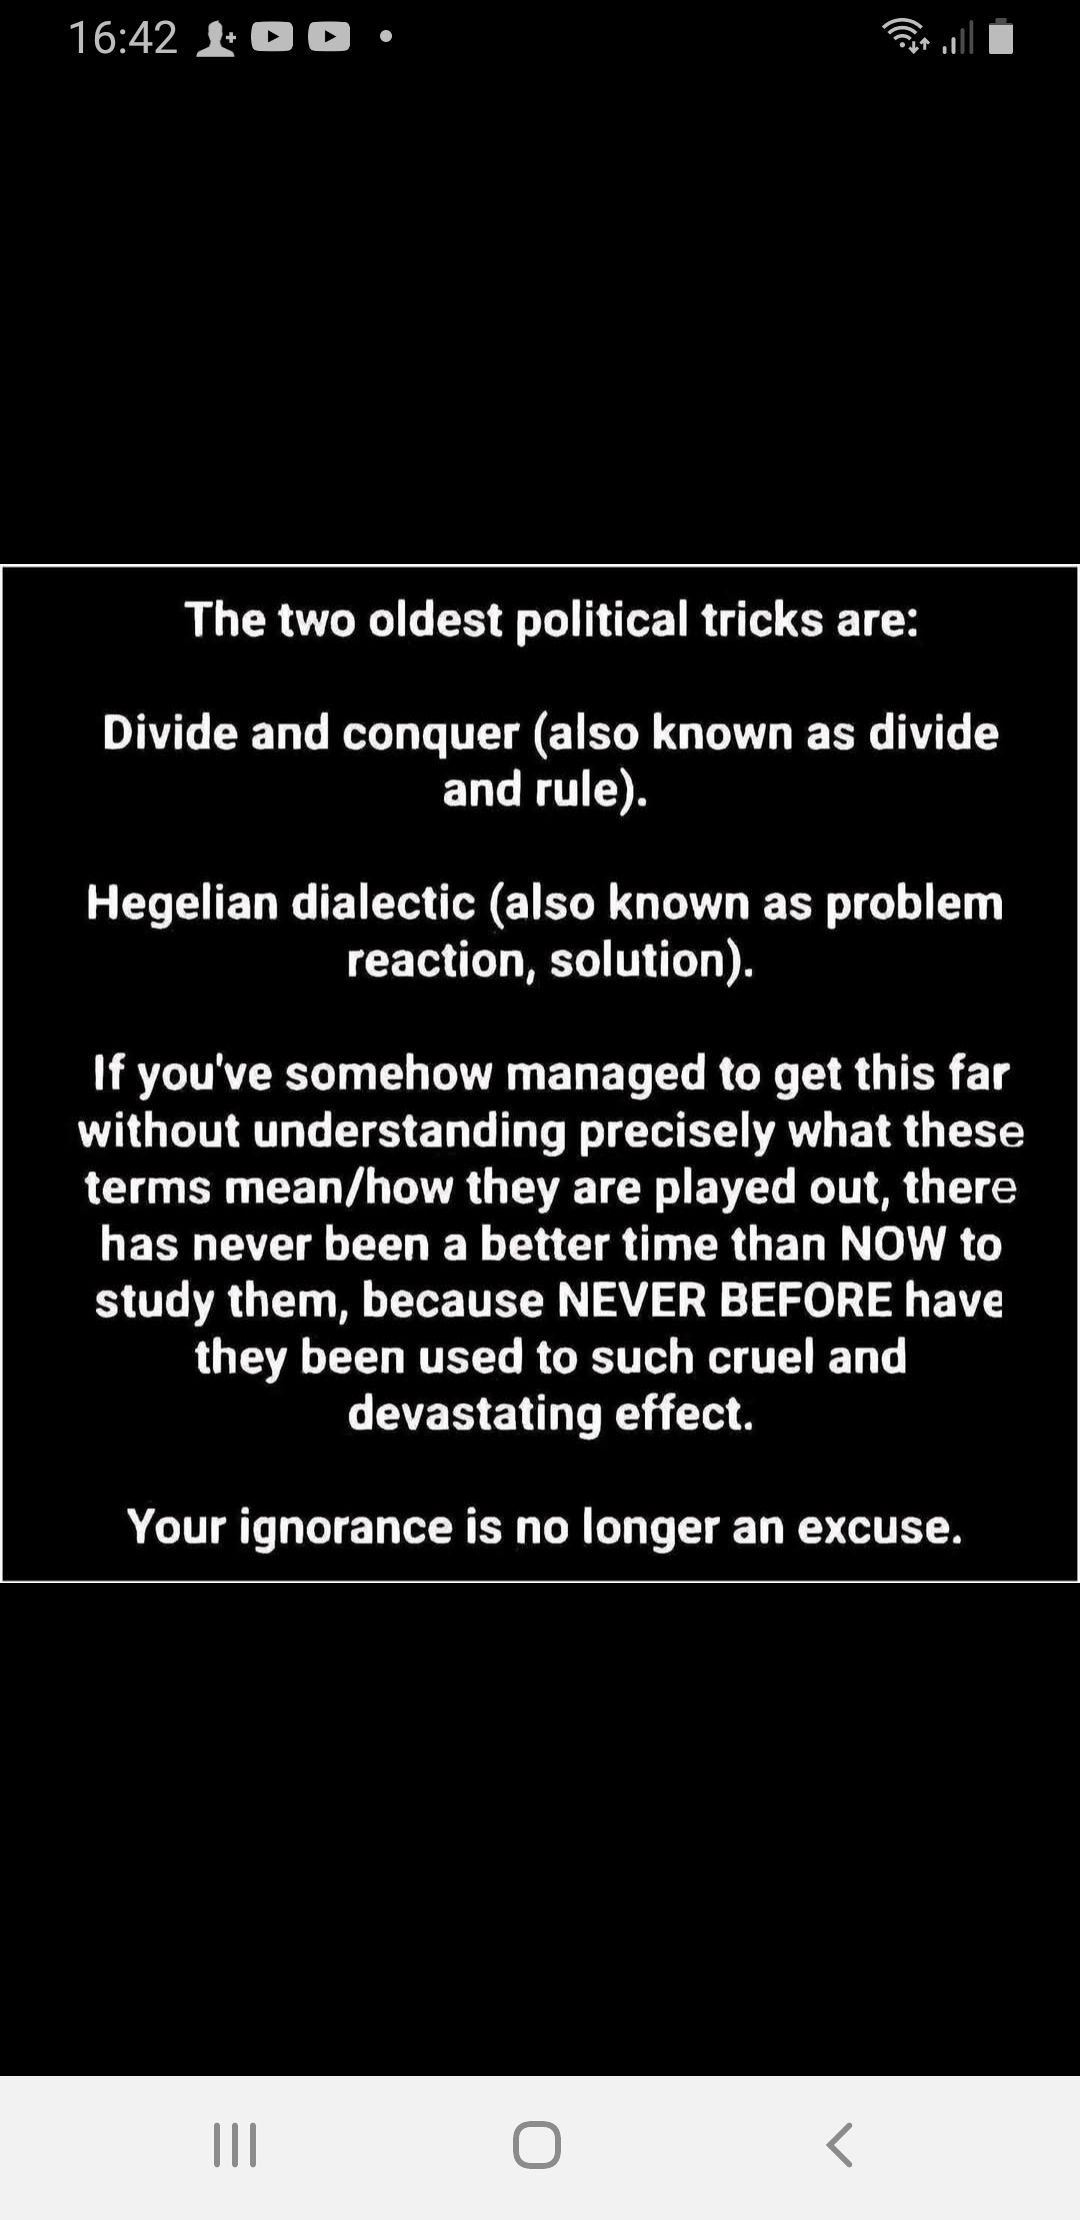 16:42
The two oldest political tricks are:
Divide and conquer (also known as divide
and rule).
Hegelian dialectic (also known as problem
reaction, solution).
If you've somehow managed to get this far
without understanding precisely what these
terms mean/how they are played out, there
has never been a better time than NOW to
study them, because NEVER BEFORE have
they been used to such cruel and
devastating effect.
Your ignorance is no longer an excuse.